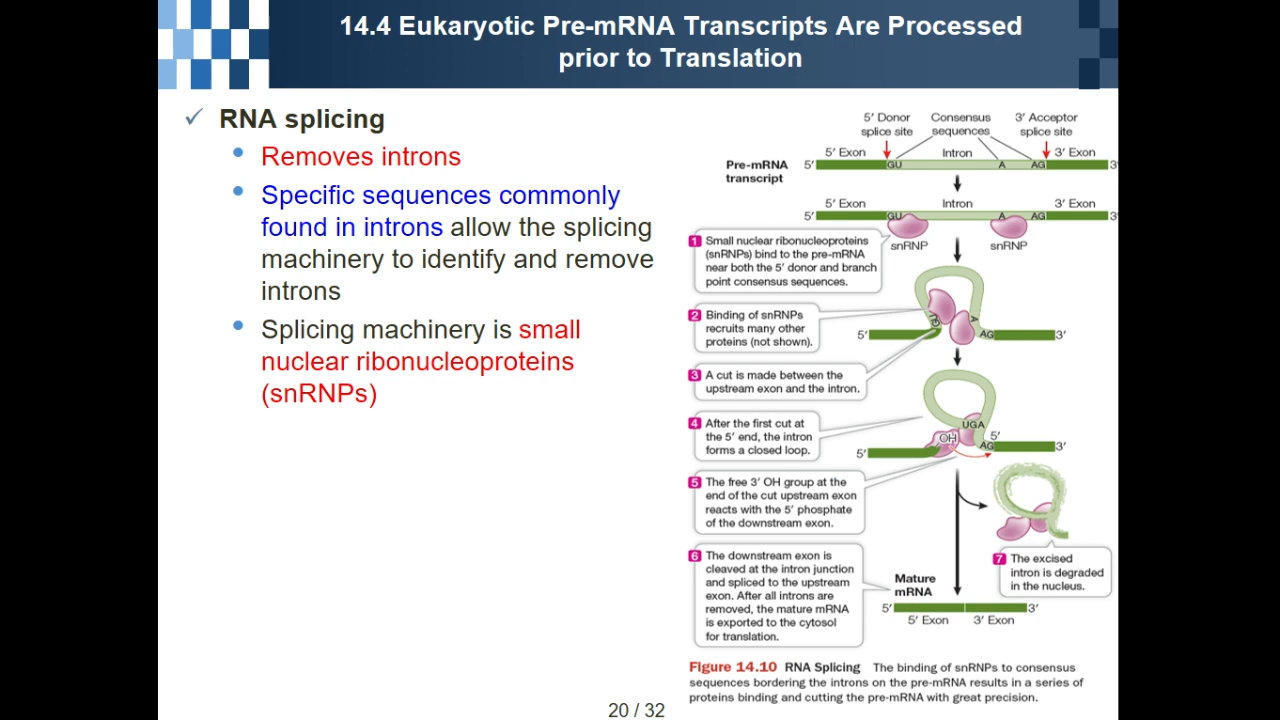 14.4 Eukaryotic Pre-mRNA Transcripts Are Processed
prior to Translation
✓ RNA splicing
• Removes introns
• Specific sequences commonly
found in introns allow the splicing
machinery to identify and remove
introns
• Splicing machinery is small
nuclear ribonucleoproteins
(snRNPs)
5′ Donor
splice site
Consensus
sequences
3′ Acceptor
splice site
5′ Exon Intron 3′ Exon
Pre-mRNA
transcript
5′ GU A AG 3′
5′ Exon Intron 3′ Exon
5′ GU A AG 3′
snRNP snRNP
1 Small nuclear ribonucleoproteins
(snRNPs) bind to the pre-mRNA
near both the 5′ donor and branch
point consensus sequences.
2 Binding of snRNPs
recruits many other
proteins (not shown).
A
5′ AG 3′
3 A cut is made between the
upstream exon and the intron.
4 After the first cut at
the 5′ end, the intron
forms a closed loop.
UGA
OH 5′
5′ AG 3′
5 The free 3′ OH group at the
end of the cut upstream exon
reacts with the 5′ phosphate
of the downstream exon.
6 The downstream exon is
cleaved at the intron junction
and spliced to the upstream
exon. After all introns are
removed, the mature mRNA
is exported to the cytosol
for translation.
7 The excised
intron is degraded
in the nucleus.
Mature
mRNA
5′ 3′
5′ Exon 3′ Exon
Figure 14.10 RNA Splicing The binding of snRNPs to consensus
sequences bordering the introns on the pre-mRNA results in a series of
proteins binding and cutting the pre-mRNA with great precision.
20 / 32